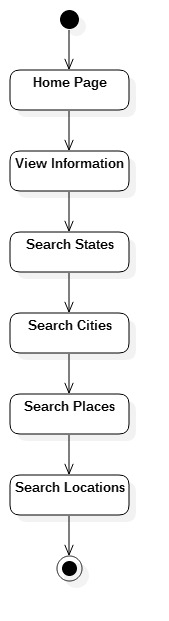 Home Page
View Information
Search States
Search Cities
Search Places
Search Locations